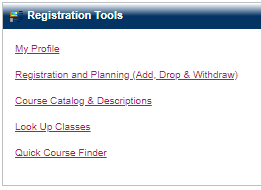 Registration Tools
My Profile
Registration and Planning (Add, Drop & Withdraw)
Course Catalog & Descriptions
Look Up Classes
Quick Course Finder